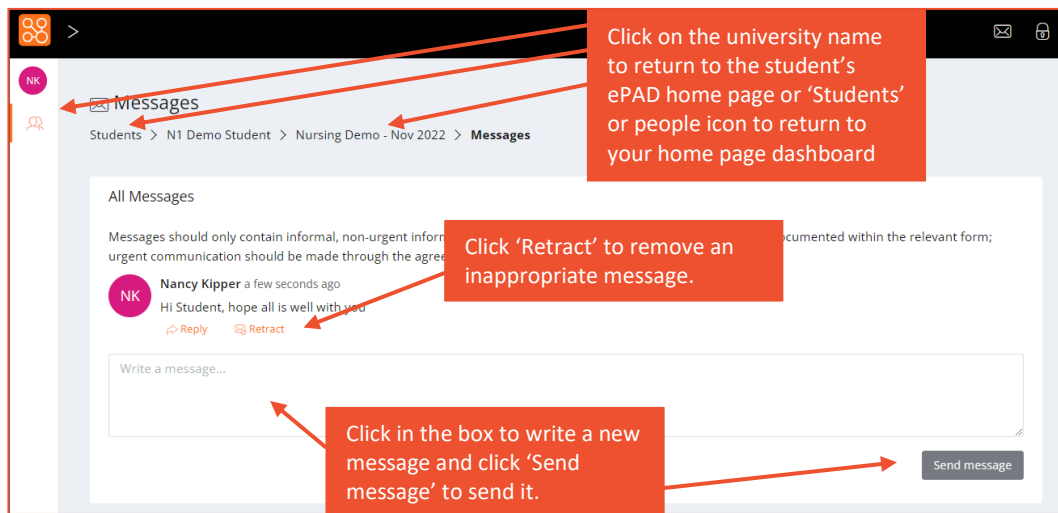 >
Click on the university name
to return to the student's
ePAD home page or ‘Students’
or people icon to return to
your home page dashboard
NK
Messages
Students > N1 Demo Student > Nursing Demo - Nov 2022 > Messages
All Messages
Messages should only contain informal, non-urgent inform ocumented within the relevant form;
urgent communication should be made through the agre
Click ‘Retract’ to remove an
inappropriate message.
NK
Nancy Kipper a few seconds ago
Hi Student, hope all is well with you
Reply Retract
Write a message...
Click in the box to write a new
message and click ‘Send
message’ to send it.
Send message